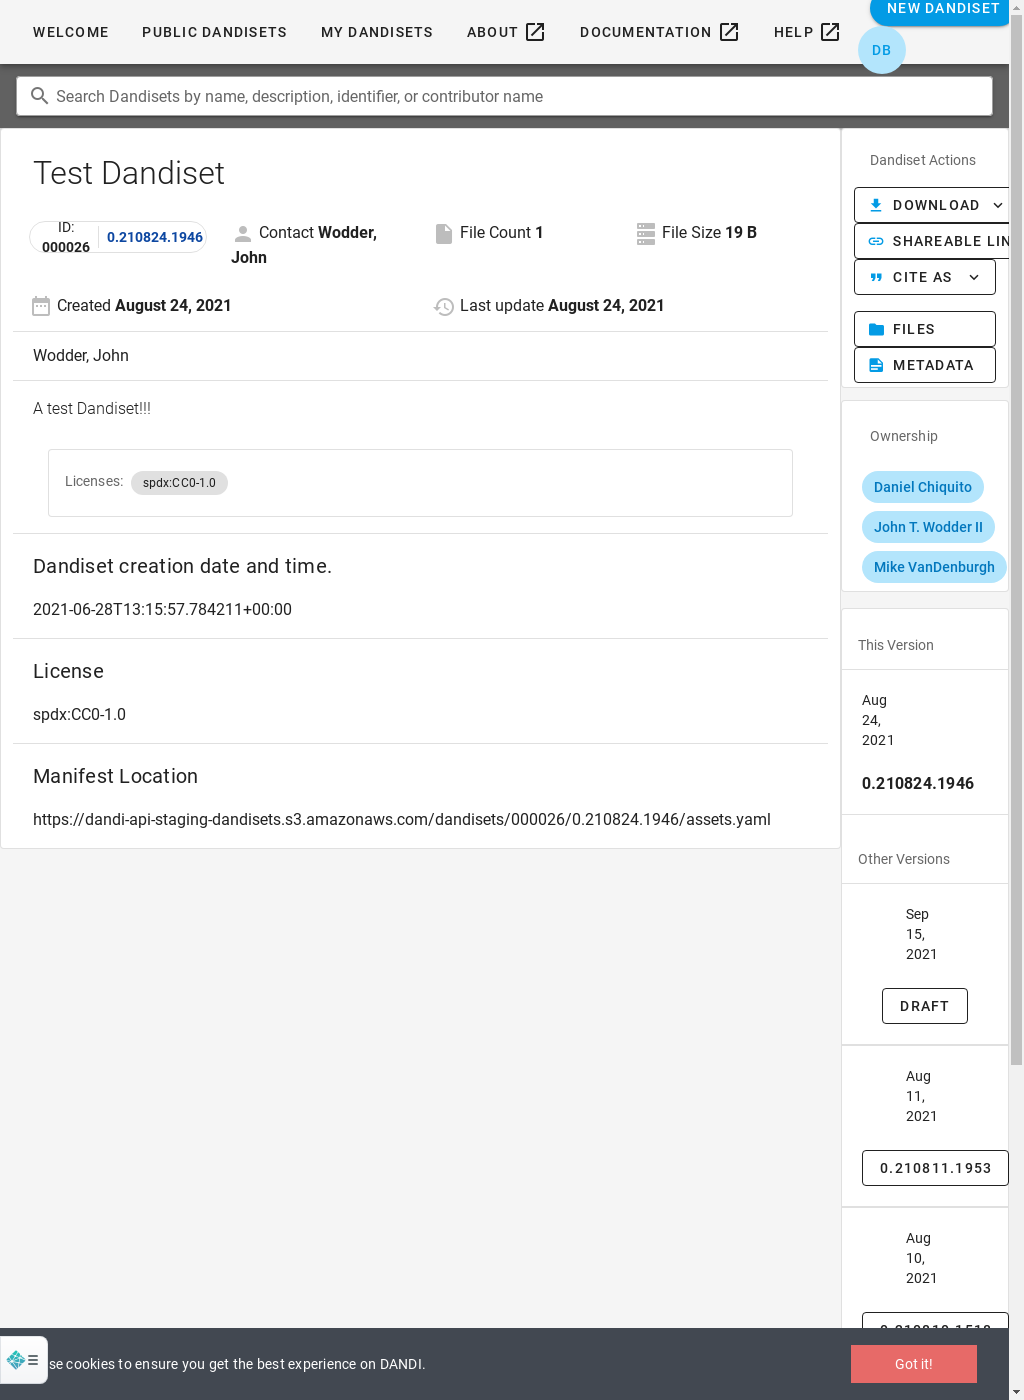 WELCOME
PUBLIC DANDISETS
MY DANDISETS
ABOUT
DOCUMENTATION
HELP
NEW DANDISET
DB
Search Dandisets by name, description, identifier, or contributor name
Test Dandiset
ID:
000026
0.210824.1946
Contact Wodder,
John
File Count 1
File Size 19 B
Created August 24, 2021
Last update August 24, 2021
Wodder, John
A test Dandiset!!!
Licenses: spdx:CC0-1.0
Dandiset creation date and time.
2021-06-28T13:15:57.784211+00:00
License
spdx:CC0-1.0
Manifest Location
https://dandi-api-staging-dandisets.s3.amazonaws.com/dandisets/000026/0.210824.1946/assets.yaml
Dandiset Actions
DOWNLOAD
SHAREABLE LIN
CITE AS
FILES
METADATA
Ownership
Daniel Chiquito
John T. Wodder II
Mike VanDenburgh
This Version
Aug
24,
2021
0.210824.1946
Other Versions
Sep
15,
2021
DRAFT
Aug
11,
2021
0.210811.1953
Aug
10,
2021
se cookies to ensure you get the best experience on DANDI.
Got it!